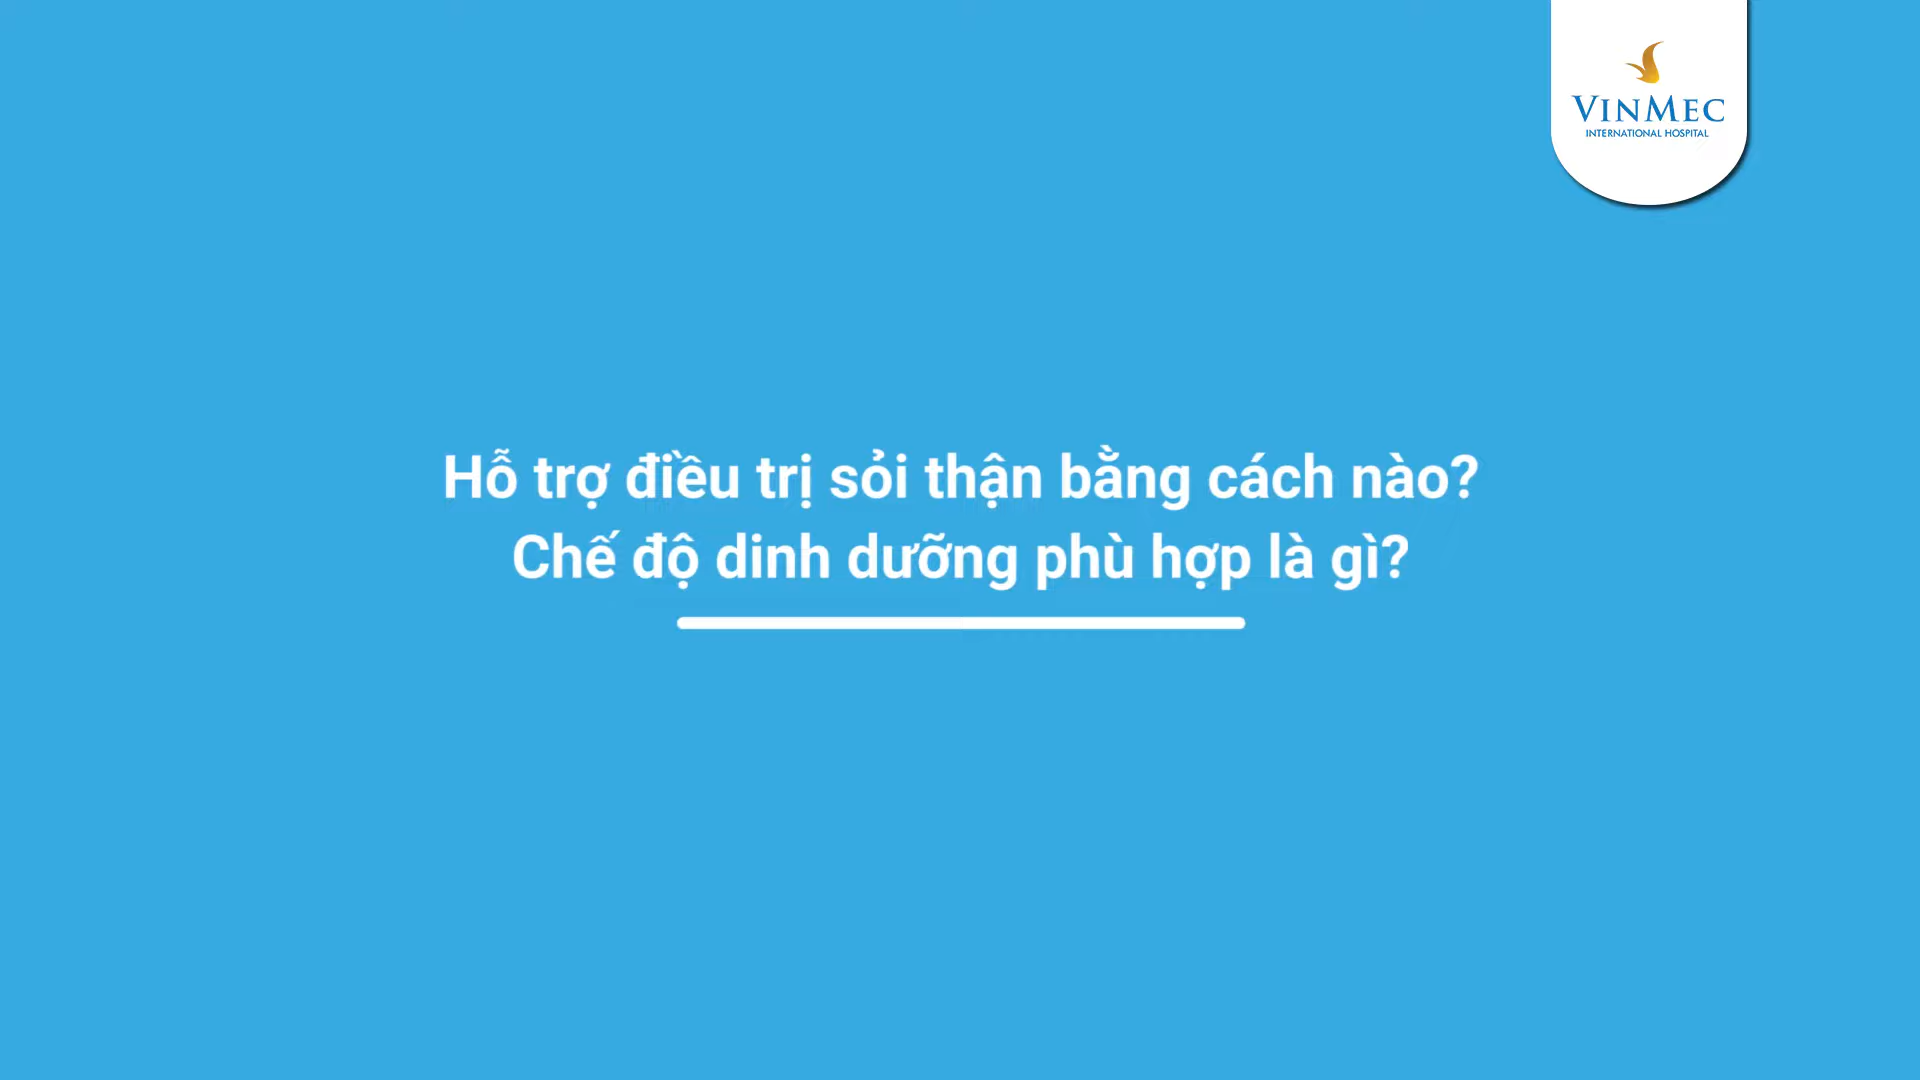 VINMEC
INTERNATIONAL HOSPITAL
Hỗ trợ điều trị sỏi thận bằng cách nào?
Chế độ dinh dưỡng phù hợp là gì?